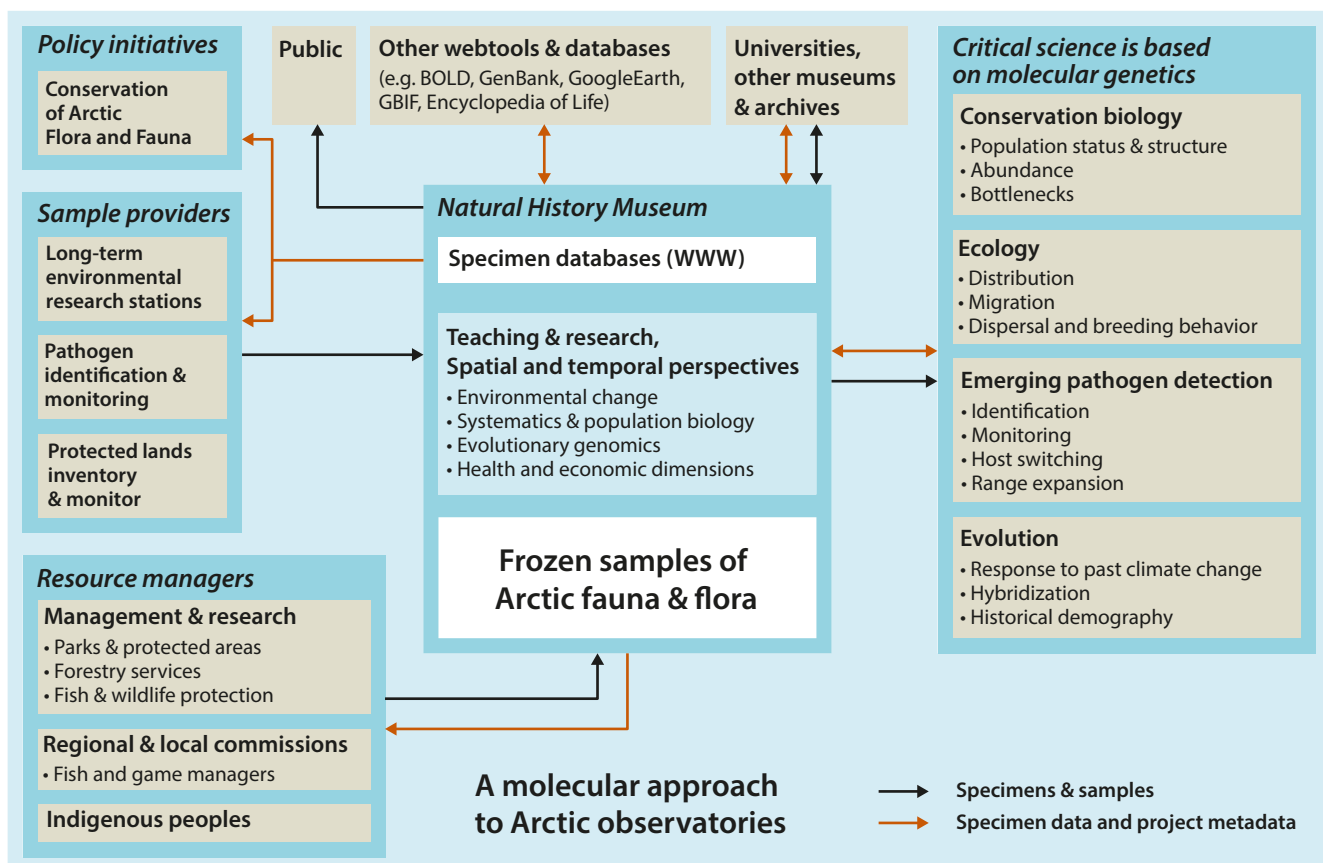 Policy initiatives
Conservation
of Arctic
Flora and Fauna
Public
Other webtools & databases
(e.g. BOLD, GenBank, GoogleEarth,
GBIF, Encyclopedia of Life)
Universities,
other museums
& archives
Sample providers
Long-term
environmental
research stations
Pathogen
identification &
monitoring
Protected lands
inventory
& monitor
Natural History Museum
Specimen databases (WWW)
Teaching & research,
Spatial and temporal perspectives
• Environmental change
• Systematics & population biology
• Evolutionary genomics
• Health and economic dimensions
Frozen samples of
Arctic fauna & flora
Critical science is based
on molecular genetics
Conservation biology
• Population status & structure
• Abundance
• Bottlenecks
Ecology
• Distribution
• Migration
• Dispersal and breeding behavior
Emerging pathogen detection
• Identification
• Monitoring
• Host switching
• Range expansion
Evolution
• Response to past climate change
• Hybridization
• Historical demography
Resource managers
Management & research
• Parks & protected areas
• Forestry services
• Fish & wildlife protection
Regional & local commissions
• Fish and game managers
Indigenous peoples
A molecular approach
to Arctic observatories
Specimens & samples
Specimen data and project metadata